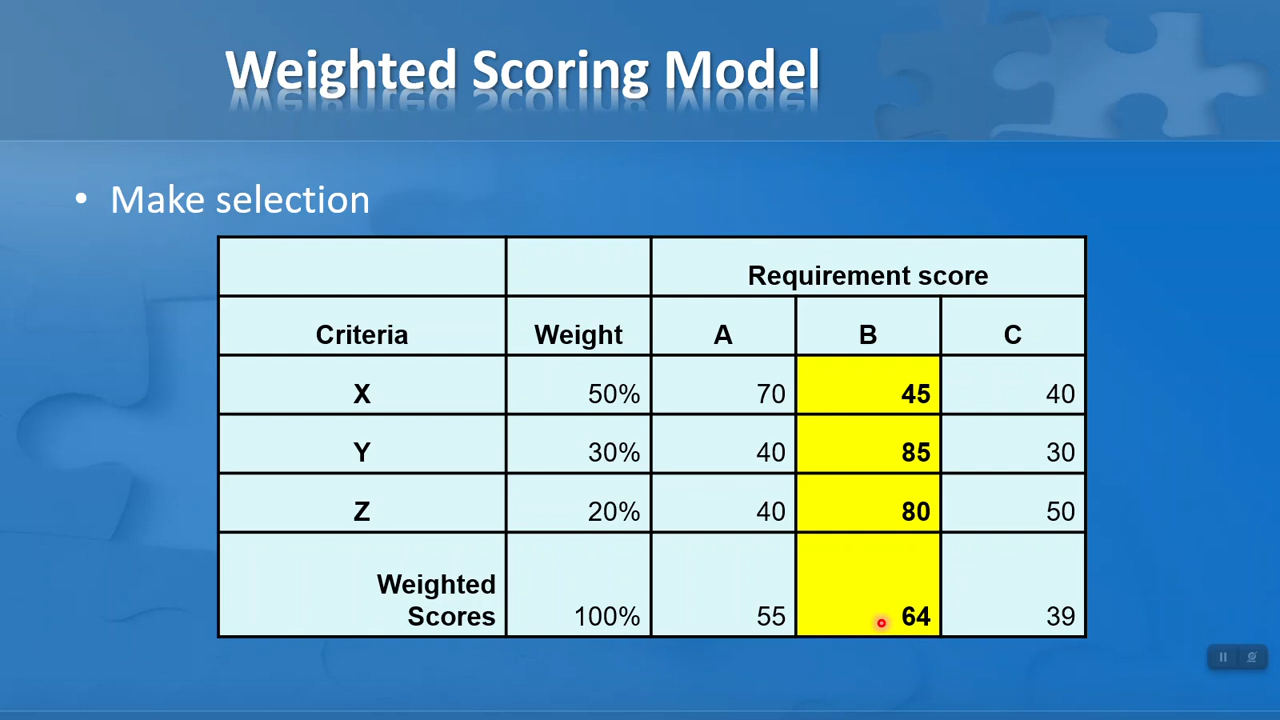 Weighted Scoring Model
• Make selection
Requirement score
Criteria Weight A B C
X 50% 70 45 40
Y 30% 40 85 30
Z 20% 40 80 50
Weighted
Scores 100% 55 64 39